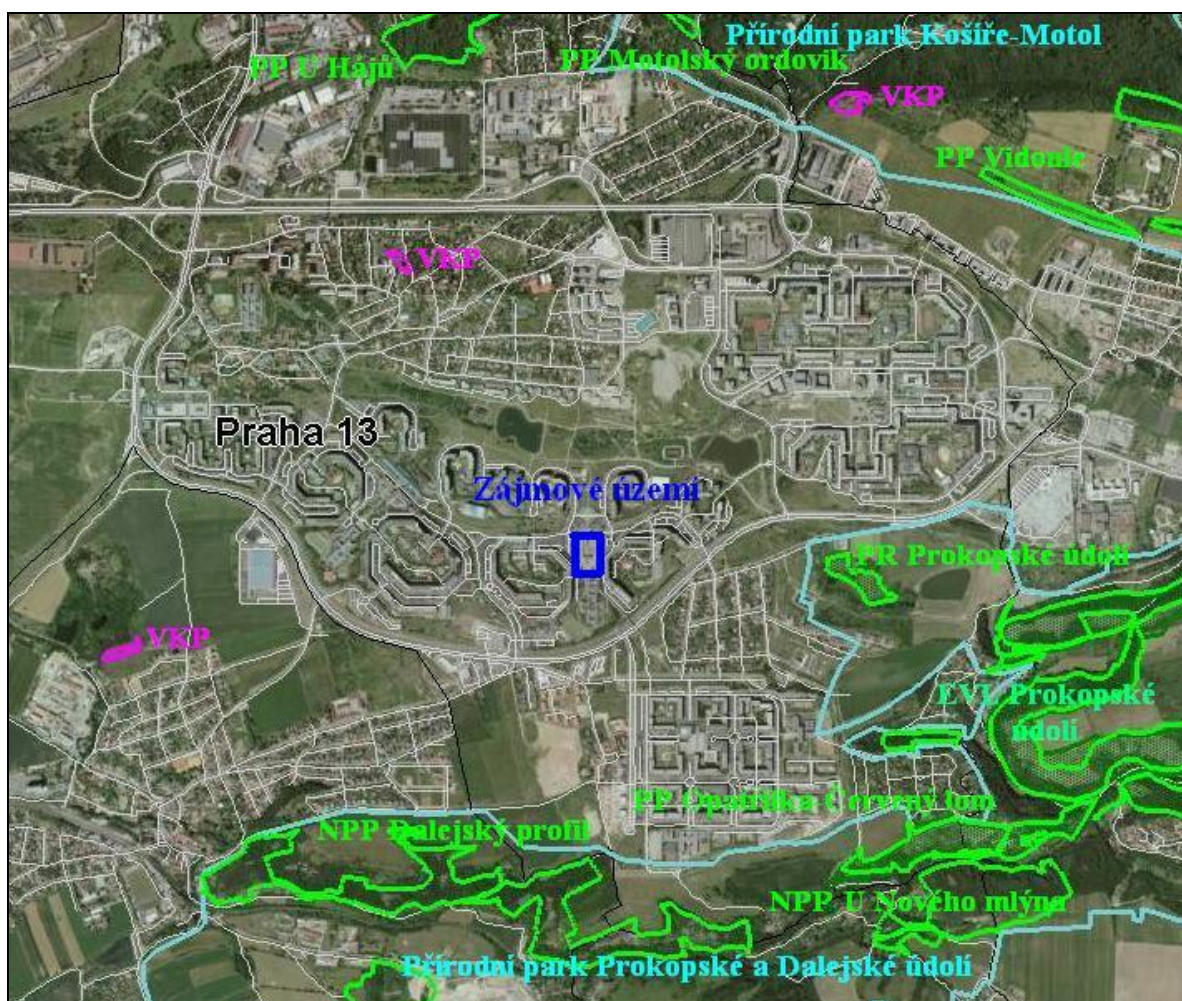 Přírodní park Košíře-Motol
PP U Hájů
PP Motolský ordovik
VKP
PP Vidoule
VKP
Praha 13
Zájmové území
PR Prokopské údolí
VKP
EVL Prokopské
údolí
PP Opatřilka Červený lom
NPP Dalejský profil
NPP U Nového mlýna
Přírodní park Prokopské a Dalejské údolí